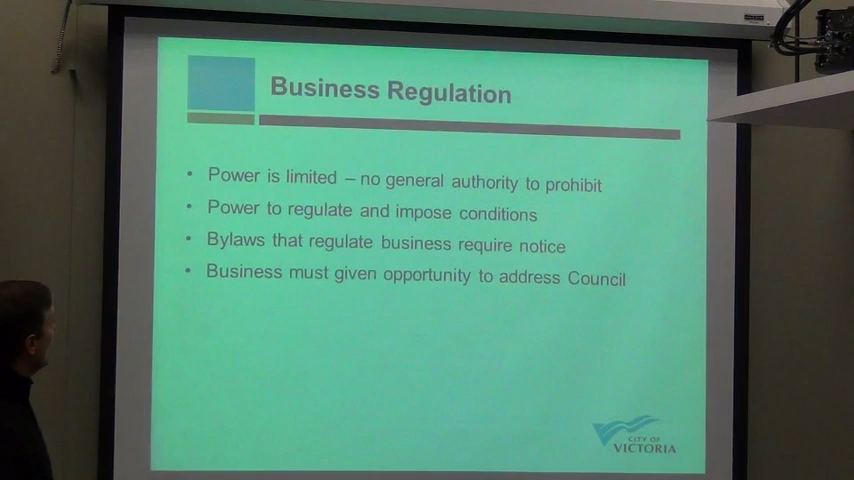 Business Regulation
• Power is limited – no general authority to prohibit
• Power to regulate and impose conditions
• Bylaws that regulate business require notice
• Business must given opportunity to address Council
CITY OF
VICTORIA